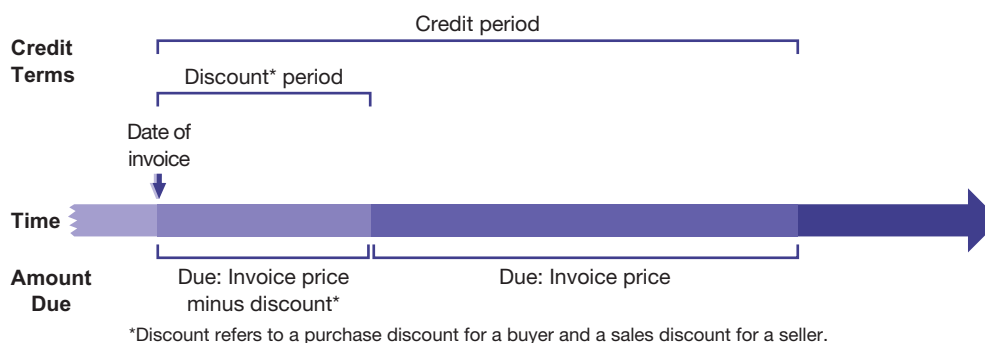 Credit period
Credit
Terms
Discount* period
Date of
invoice
Time
Amount
Due
Due: Invoice price
minus discount*
Due: Invoice price
*Discount refers to a purchase discount for a buyer and a sales discount for a seller.